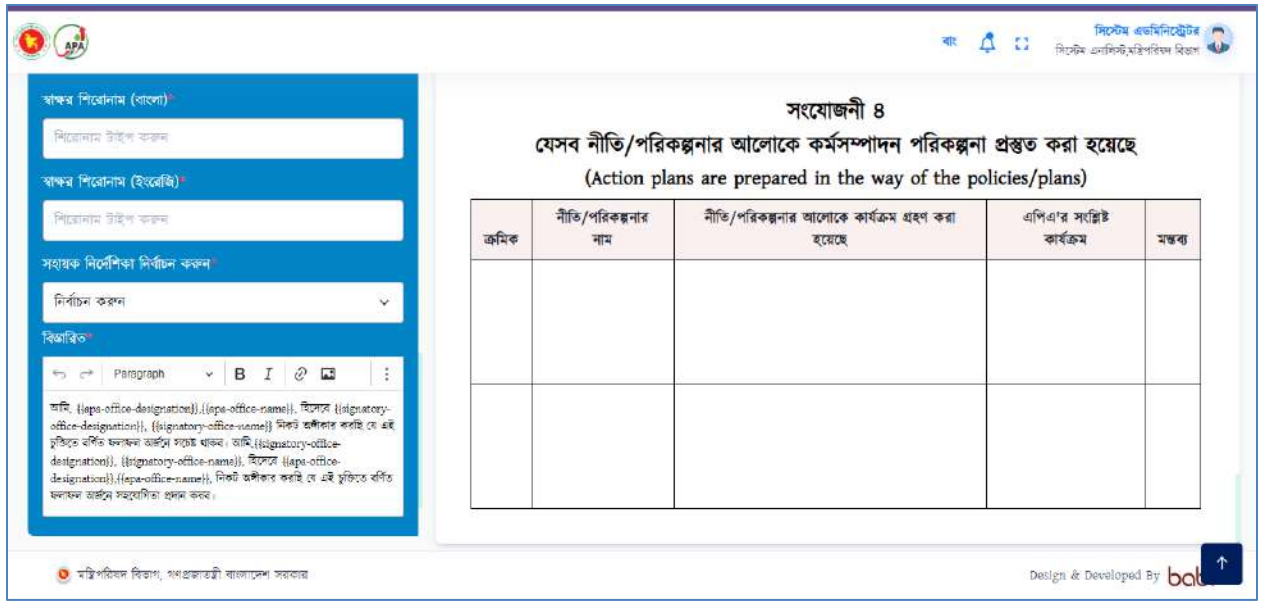 APA
বাং
সিস্টেম এডমিনিস্ট্রেটর
সিস্টেম এনালিস্ট,মন্ত্রিপরিষদ বিভাগ
স্বাক্ষর শিরোনাম (বাংলা)*
শিরোনাম টাইপ করুন
স্বাক্ষর শিরোনাম (ইংরেজি)*
শিরোনাম টাইপ করুন
সহায়ক নির্দেশিকা নির্বাচন করুন*
নির্বাচন করুন
বিস্তারিত*
Paragraph B I
আমি, {{apa-office-designation}},{{apa-office-name}}, হিসেবে {{signatory-
office-designation}}, {{signatory-office-name}} নিকট অঙ্গীকার করছি যে এই
চুক্তিতে বর্ণিত ফলাফল অর্জনে সচেষ্ট থাকব। আমি,{{signatory-office-
designation}}, {{signatory-office-name}}, হিসেবে {{apa-office-
designation}},{{apa-office-name}}, নিকট অঙ্গীকার করছি যে এই চুক্তিতে বর্ণিত
ফলাফল অর্জনে সহযোগিতা প্রদান করব।
সংযোজনী ৪
যেসব নীতি/পরিকল্পনার আলোকে কর্মসম্পাদন পরিকল্পনা প্রস্তুত করা হয়েছে
(Action plans are prepared in the way of the policies/plans)
ক্রমিক
নীতি/পরিকল্পনার
নাম
নীতি/পরিকল্পনার আলোকে কার্যক্রম গ্রহণ করা
হয়েছে
এপিএ'র সংশ্লিষ্ট
কার্যক্রম
মন্তব্য
মন্ত্রিপরিষদ বিভাগ, গণপ্রজাতন্ত্রী বাংলাদেশ সরকার
Design & Developed By